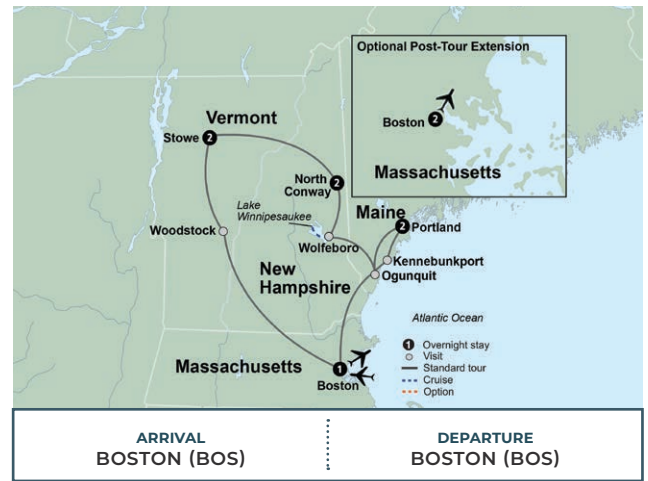 Optional Post-Tour Extension
Boston 2
Massachusetts
Vermont
Stowe 2
North
Conway 2
Lake
Winnipesaukee
Maine
2 Portland
Woodstock
Wolfeboro
Kennebunkport
Ogunquit
New
Hampshire
Atlantic Ocean
1 Overnight stay
Visit
Standard tour
Cruise
Option
Massachusetts
1
Boston
ARRIVAL
BOSTON (BOS)
DEPARTURE
BOSTON (BOS)